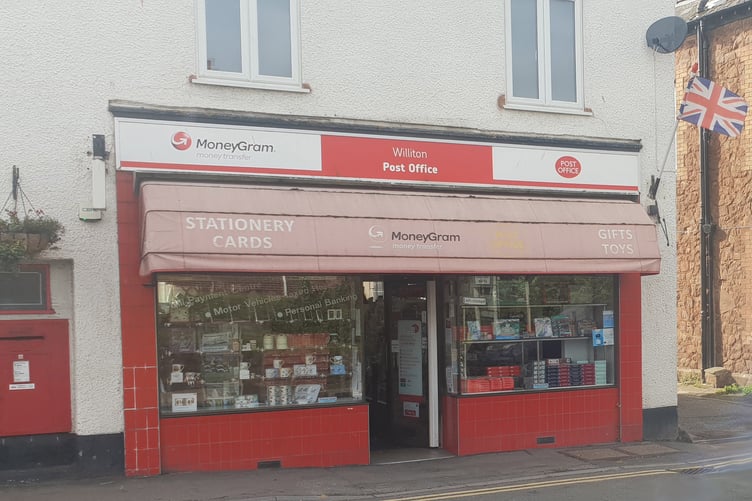 MoneyGram
money transfer
Williton
Post Office
POST
OFFICE
STATIONERY
CARDS
MoneyGram
money transfer
GIFTS
TOYS
• Motor Vehicle
• Personal Banking